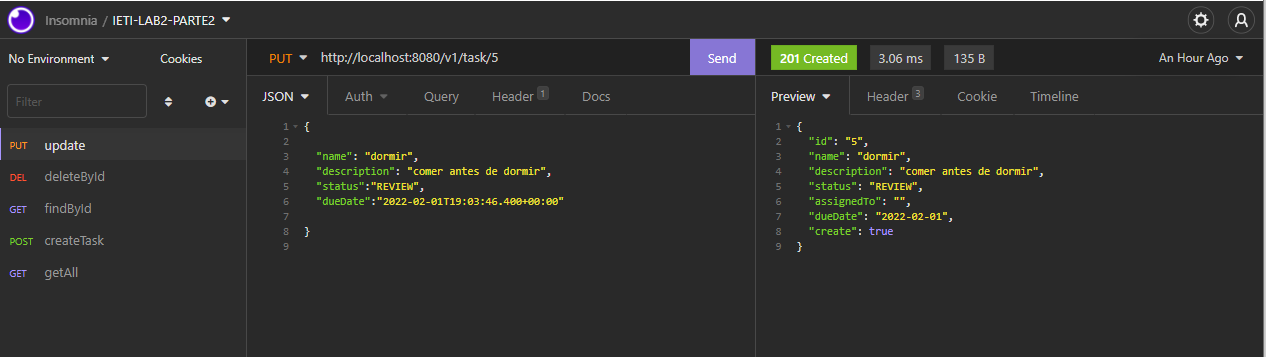 Insomnia / IETI-LAB2-PARTE2
No Environment Cookies
Filter
PUT update
DEL deleteById
GET findById
POST createTask
GET getAll
PUT http://localhost:8080/v1/task/5 Send
JSON Auth Query Header 1 Docs
1 {
2
3 "name": "dormir",
4 "description": "comer antes de dormir",
5 "status":"REVIEW",
6 "dueDate":"2022-02-01T19:03:46.400+00:00"
7
8 }
9
201 Created 3.06 ms 135 B An Hour Ago
Preview Header 3 Cookie Timeline
1 {
2 "id": "5",
3 "name": "dormir",
4 "description": "comer antes de dormir",
5 "status": "REVIEW",
6 "assignedTo": "",
7 "dueDate": "2022-02-01",
8 "create": true
9 }